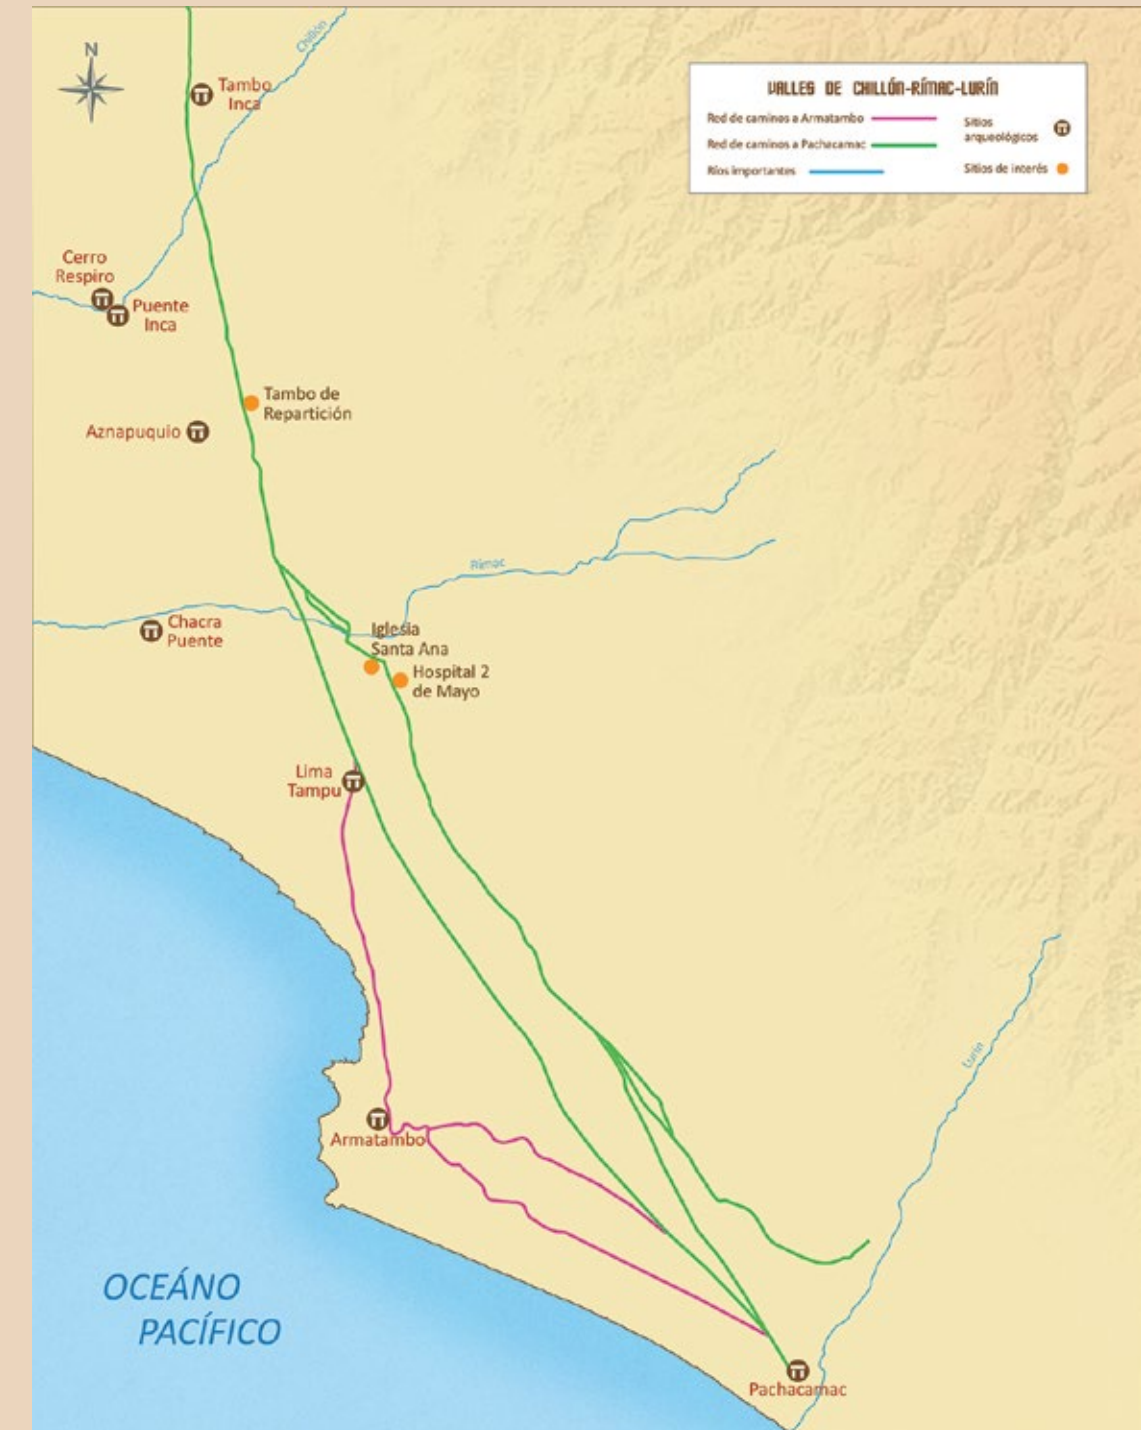 N
Chillón
Tambo
Inca
VALLES DE CHILLÓN-RÍMAC-LURÍN
Red de caminos a Armatambo
Sitios
arqueológicos
Red de caminos a Pachacamac
Ríos importantes
Sitios de interés
Cerro
Respiro
Puente
Inca
Tambo de
Repartición
Aznapuquio
Rímac
Chacra
Puente
Iglesia
Santa Ana
Hospital 2
de Mayo
Lima
Tampu
Lurín
Armatambo
OCEÁNO
PACÍFICO
Pachacamac